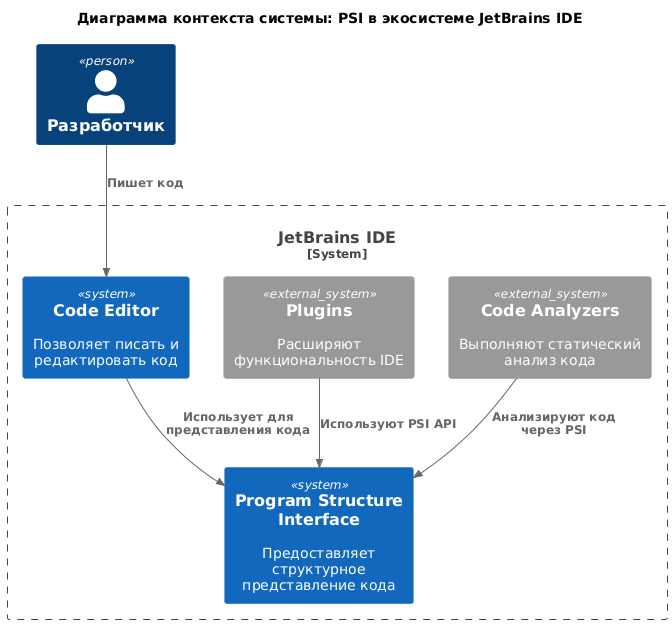 Диаграмма контекста системы: PSI в экосистеме JetBrains IDE
«person»
Разработчик
Пишет код
JetBrains IDE
[System]
«system»
Code Editor
Позволяет писать и
редактировать код
«external_system»
Plugins
Расширяют
функциональность IDE
«external_system»
Code Analyzers
Выполняют статический
анализ кода
Использует для
представления кода
Используют PSI API
Анализируют код
через PSI
«system»
Program Structure
Interface
Предоставляет
структурное
представление кода